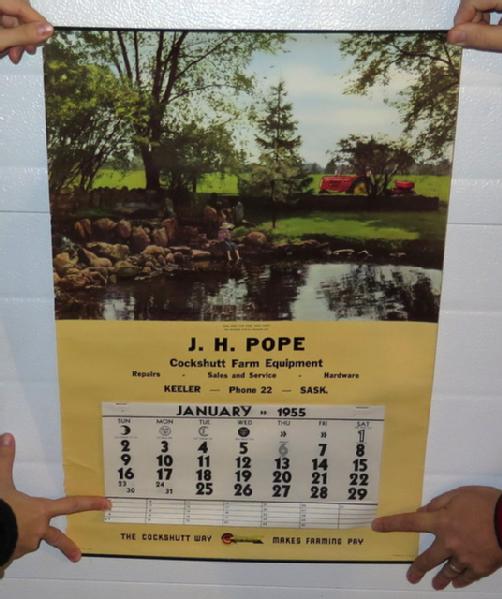 J. H. POPE
Cockshutt Farm Equipment
Repairs - Sales and Service - Hardware
KEELER — Phone 22 — SASK.
JANUARY 1955
SUN MON TUE WED THU FRI SAT
1
2 3 4 5 6 7 8
9 10 11 12 13 14 15
16 17 18 19 20 21 22
23 30 24 31 25 26 27 28 29
THE COCKSHUTT WAY MAKES FARMING PAY